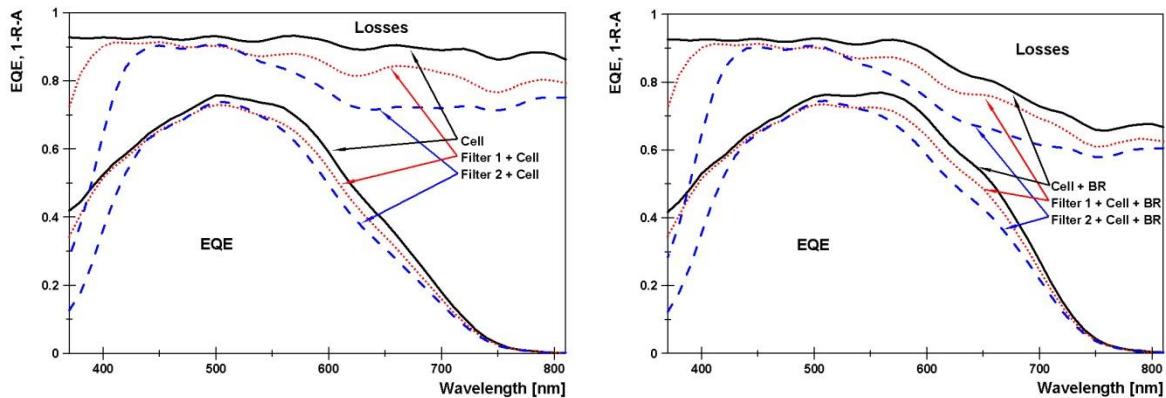 EQE, 1-R-A
1
0.8
0.6
0.4
0.2
0
Losses
Cell
Filter 1 + Cell
Filter 2 + Cell
EQE
400
500
600
700
800
Wavelength [nm]
EQE, 1-R-A
1
0.8
0.6
0.4
0.2
0
Losses
Cell + BR
Filter 1 + Cell + BR
Filter 2 + Cell + BR
EQE
400
500
600
700
800
Wavelength [nm]